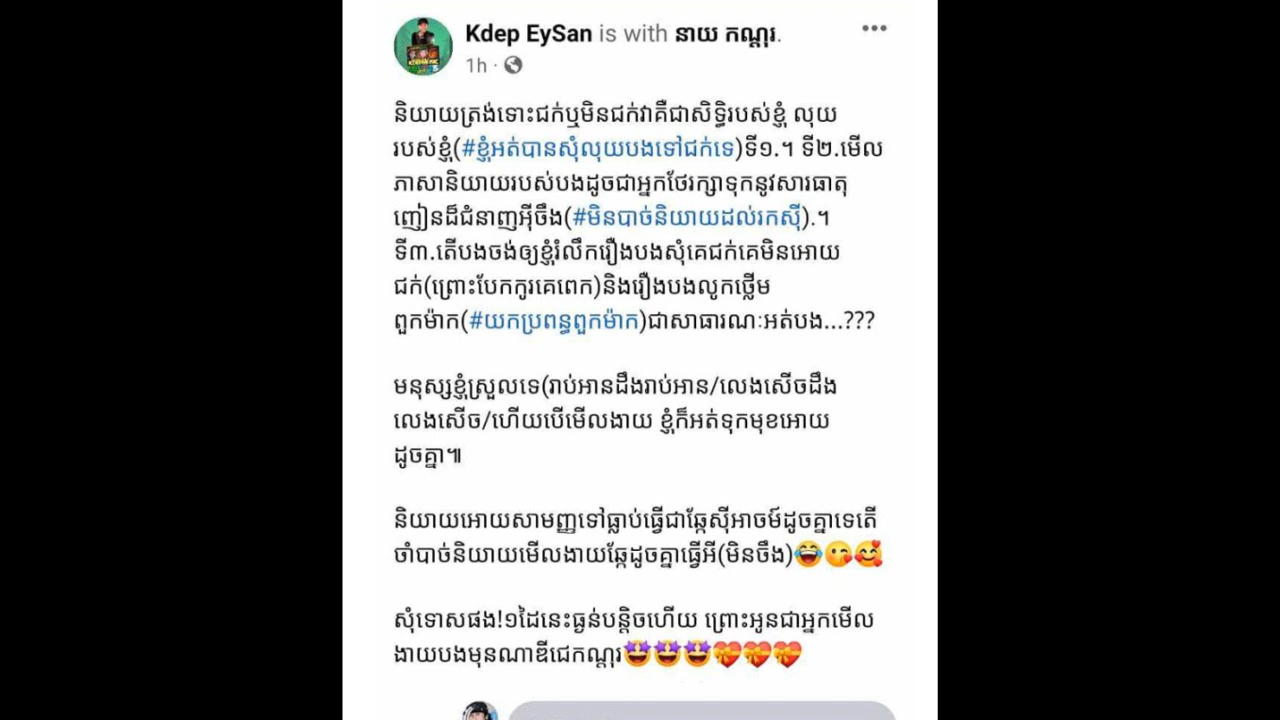 Kdep EySan is with នាយ កណ្តុរ.
1h ·
និយាយត្រង់ទោះជក់ឬមិនជក់វាគឺជាសិទ្ធិរបស់ខ្ញុំ លុយ
របស់ខ្ញុំ(#ខ្ញុំអត់បានសុំលុយបងទៅជក់ទេ)ទី១.។ ទី២.មើល
ភាសានិយាយរបស់បងដូចជាអ្នកថែរក្សាទុកនូវសារធាតុ
ញៀនដ៏ជំនាញអ៊ីចឹង(#មិនបាច់និយាយដល់រកស៊ី).។
ទី៣.តើបងចង់ឲ្យខ្ញុំរំលឹករឿងបងសុំគេជក់គេមិនអោយ
ជក់(ព្រោះបែកកូរគេពេក)និងរឿងបងលូកថ្លើម
ពួកម៉ាក(#យកប្រពន្ធពួកម៉ាក)ជាសាធារណៈអត់បង...???
មនុស្សខ្ញុំស្រួលទេ(រាប់អានដឹងរាប់អាន/លេងសើចដឹង
លេងសើច/ហើយបើមើលងាយ ខ្ញុំក៏អត់ទុកមុខអោយ
ដូចគ្នា៕
និយាយអោយសាមញ្ញទៅធ្លាប់ធ្វើជាឆ្កែស៊ីអាចម៍ដូចគ្នាទេតើ
ចាំបាច់និយាយមើលងាយឆ្កែដូចគ្នាធ្វើអី(មិនចឹង)😂😘🥰
សុំទោសផង!១ដៃនេះធ្ងន់បន្តិចហើយ ព្រោះអូនជាអ្នកមើល
ងាយបងមុនណាឌីជេកណ្តុរ🤩🤩🤩💝💝💝